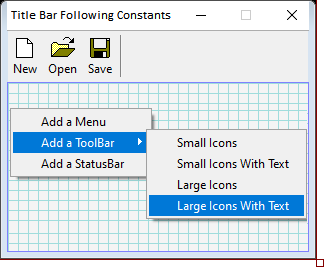 Title Bar Following Constants
New Open Save
Add a Menu
Add a ToolBar
Add a StatusBar
Small Icons
Small Icons With Text
Large Icons
Large Icons With Text